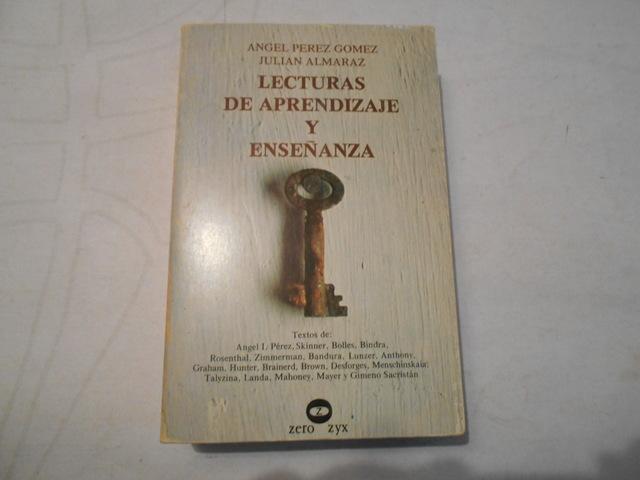 ANGEL PEREZ GOMEZ
JULIAN ALMARAZ
LECTURAS
DE APRENDIZAJE
Y
ENSEÑANZA
Textos de:
Angel I. Pérez, Skinner, Bolles, Bindra,
Rosenthal, Zimmerman, Bandura, Lunzer, Anthony,
Graham, Hunter, Brainerd, Brown, Desforges, Menschinskaia,
Talyzina, Landa, Mahoney, Mayer y Gimeno Sacristán
Z
zero zyx